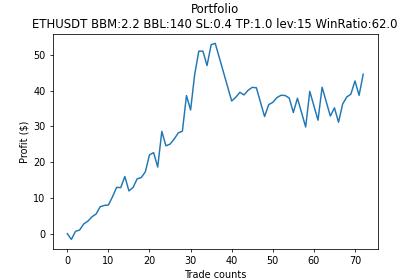 Portfolio
ETHUSDT BBM:2.2 BBL:140 SL:0.4 TP:1.0 lev:15 WinRatio:62.0
50
40
30
20
10
0
Profit ($)
0 10 20 30 40 50 60 70
Trade counts